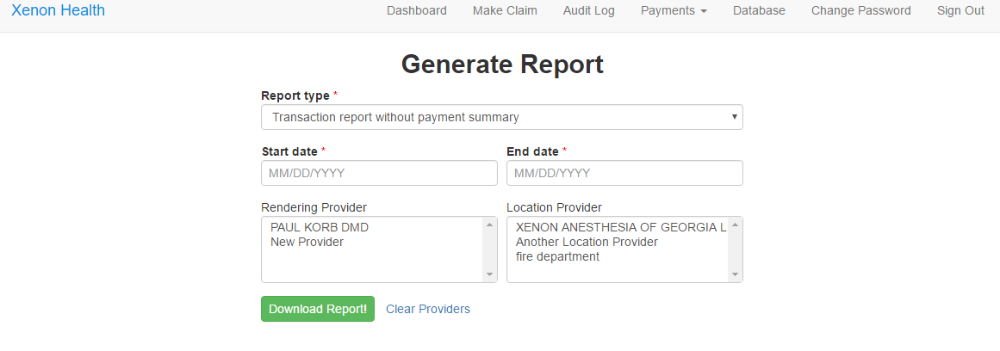 Xenon Health Dashboard Make Claim Audit Log Payments Database Change Password Sign Out
Generate Report
Report type *
Transaction report without payment summary
Start date * End date *
MM/DD/YYYY MM/DD/YYYY
Rendering Provider Location Provider
PAUL KORB DMD XENON ANESTHESIA OF GEORGIA L
New Provider Another Location Provider
fire department
Download Report! Clear Providers